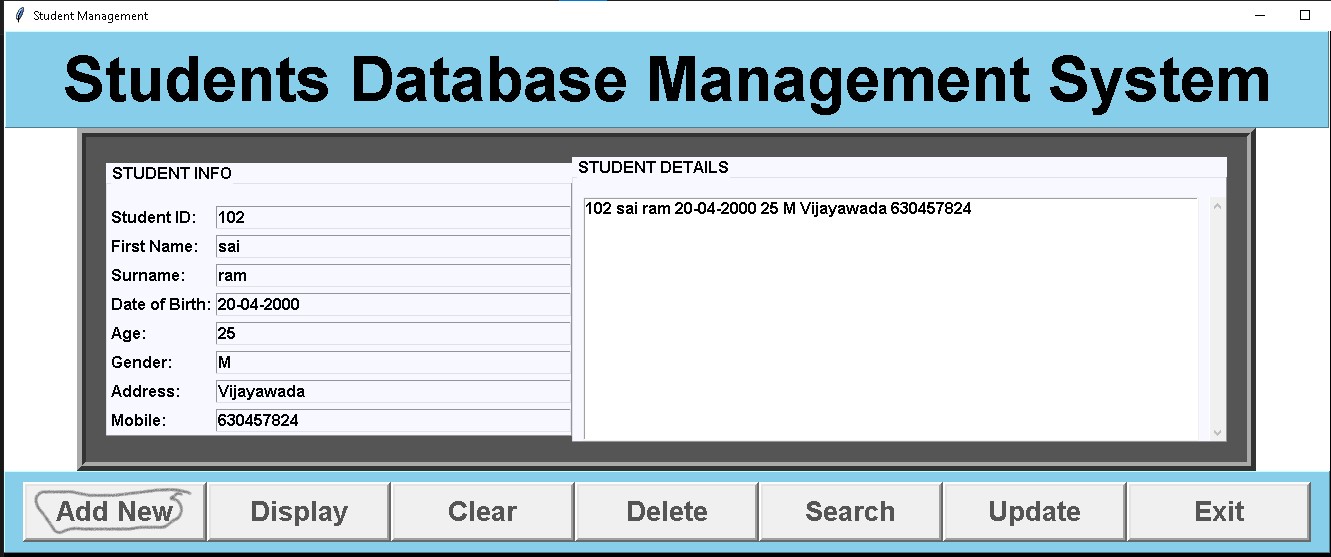 Student Management
Students Database Management System
STUDENT INFO
Student ID: 102
First Name: sai
Surname: ram
Date of Birth: 20-04-2000
Age: 25
Gender: M
Address: Vijayawada
Mobile: 630457824
STUDENT DETAILS
102 sai ram 20-04-2000 25 M Vijayawada 630457824
Add New Display Clear Delete Search Update Exit